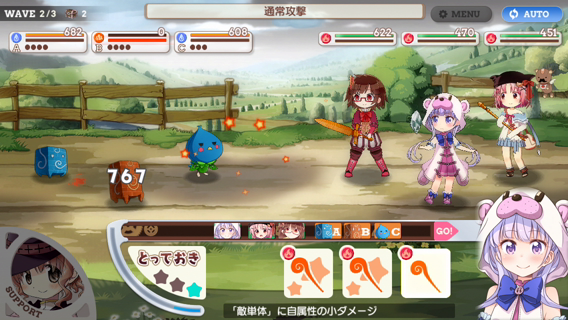 WAVE 2/3
2
通常攻撃
MENU
AUTO
682
A
0
B
608
C
622
470
451
767
A
B
C
GO!
とっておき
SUPPORT
「敵単体」に自属性の小ダメージ